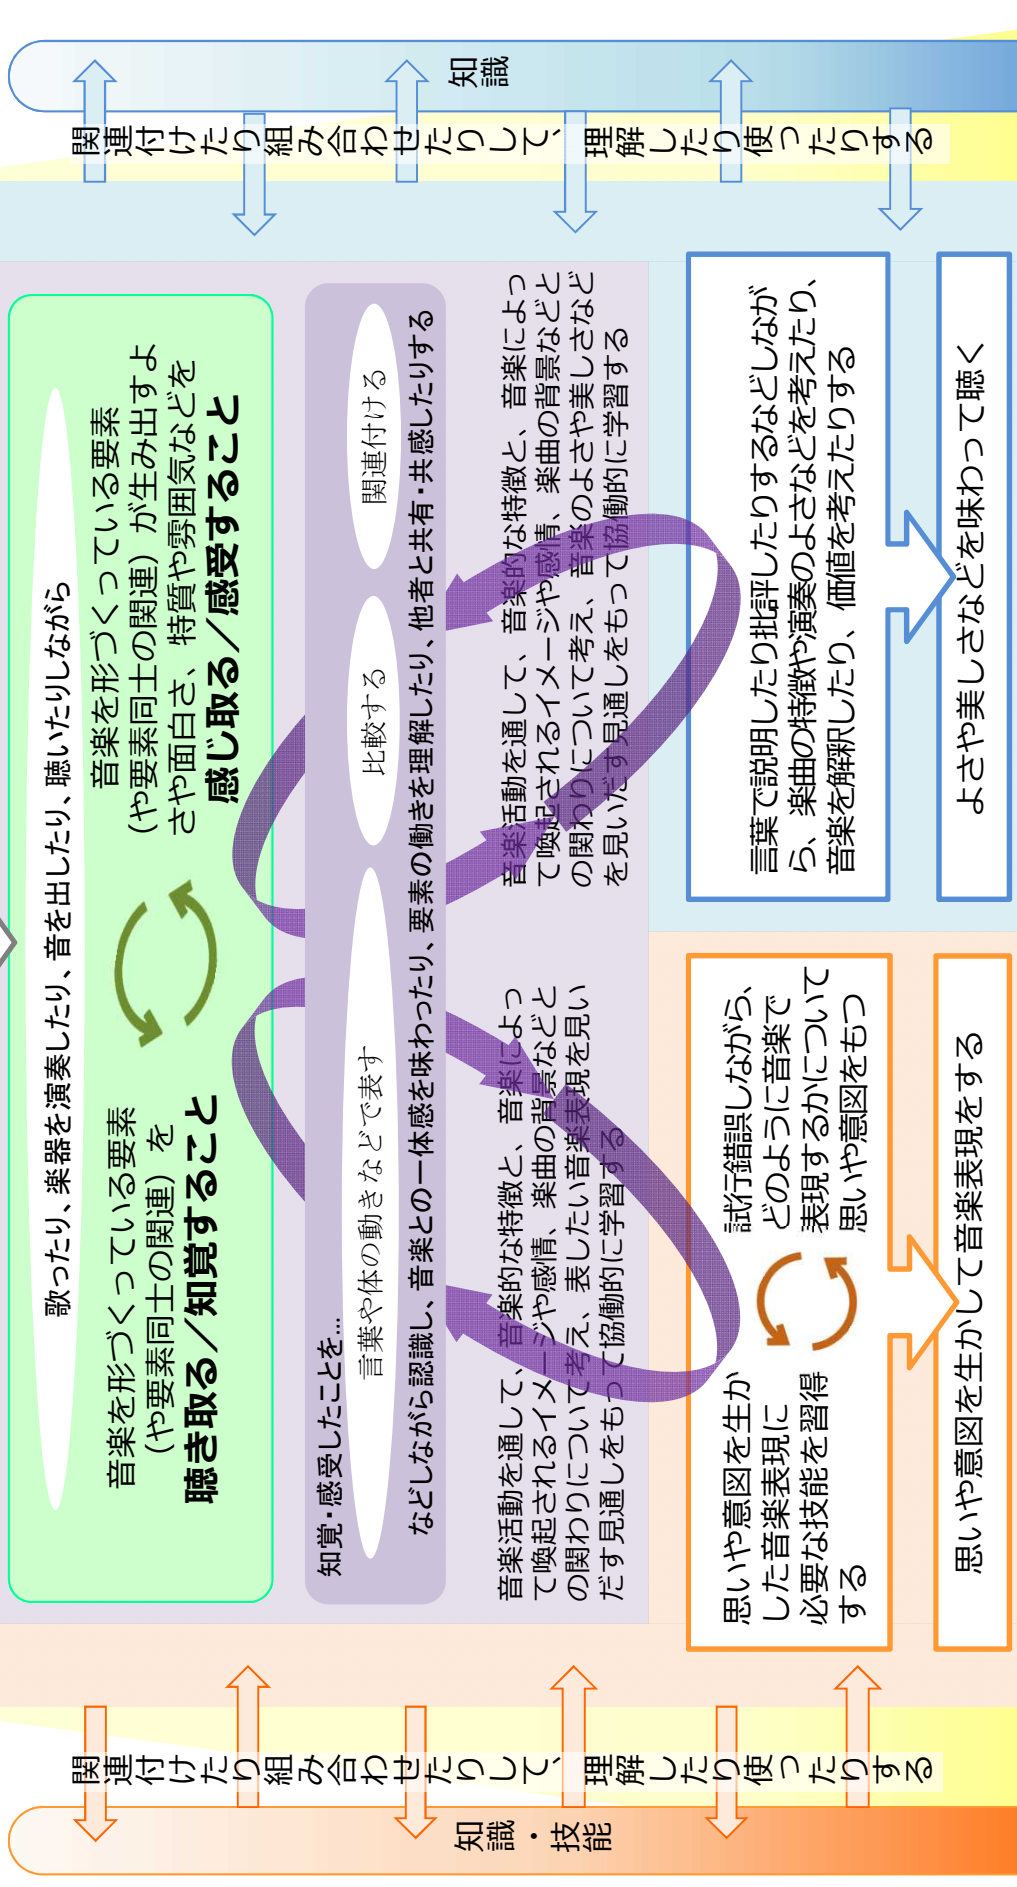 歌ったり、楽器を演奏したり、音を出したり、聴いたりしながら
音楽を形づくっている要素
（や要素同士の関連）を
聴き取る／知覚すること
音楽を形づくっている要素
（や要素同士の関連）が生み出すよ
さや面白さ、特質や雰囲気などを
感じ取る／感受すること
知覚・感受したことを…
言葉や体の動きなどで表す
比較する
関連付ける
などしながら認識し、音楽との一体感を味わったり、要素の働きを理解したり、他者と共有・共感したりする
音楽活動を通して、音楽的な特徴と、音楽によっ
て喚起されるイメージや感情、楽曲の背景などと
の関わりについて考え、表したい音楽表現を見い
だす見通しをもって協働的に学習する
音楽活動を通して、音楽的な特徴と、音楽によっ
て喚起されるイメージや感情、楽曲の背景などと
の関わりについて考え、音楽のよさや美しさなど
を見いだす見通しをもって協働的に学習する
思いや意図を生か
した音楽表現に
必要な技能を習得
する
試行錯誤しながら、
どのように音楽で
表現するかについて
思いや意図をもつ
言葉で説明したり批評したりするなどしなが
ら、楽曲の特徴や演奏のよさなどを考えたり、
音楽を解釈したり、価値を考えたりする
思いや意図を生かして音楽表現をする
よさや美しさなどを味わって聴く
関連付けたり組み合わせたりして、理解したり使ったりする
知識・技能
関連付けたり組み合わせたりして、理解したり使ったりする
知識